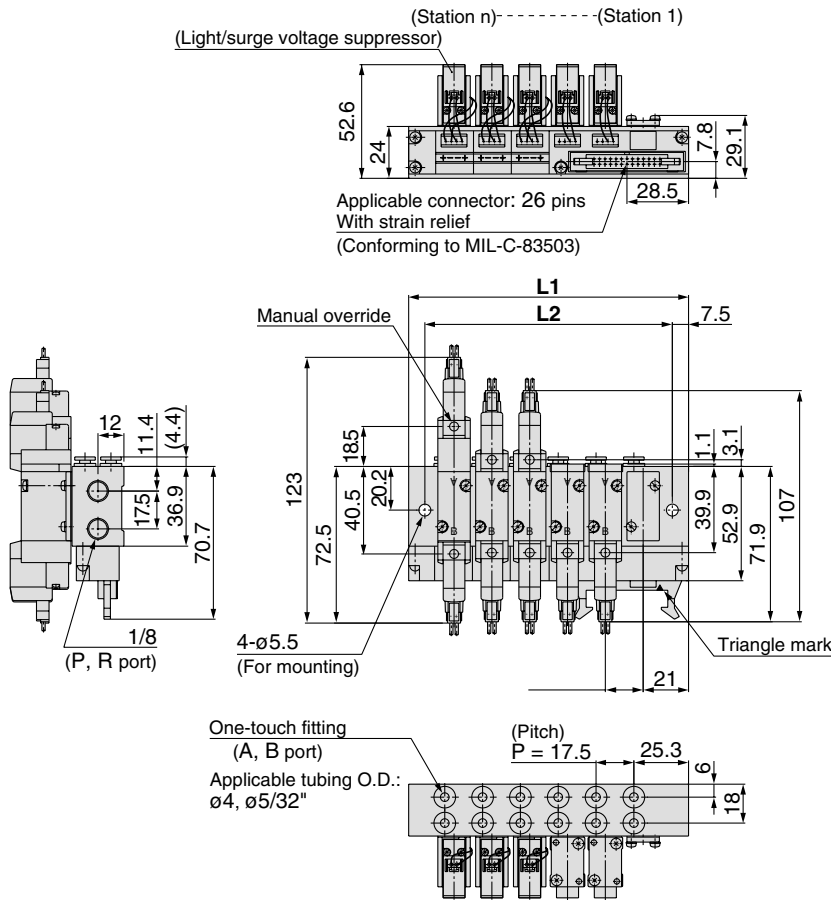 (Station n)
(Station 1)
(Light/surge voltage suppressor)
52.6
24
7.8
29.1
28.5
Applicable connector: 26 pins
With strain relief
(Conforming to MIL-C-83503)
L1
L2
7.5
Manual override
12
11.4
(4.4)
17.5
36.9
70.7
1/8
(P, R port)
123
72.5
18.5
40.5
20.2
V V V V V
B B B B B
1.1
3.1
39.9
52.9
71.9
107
4-ø5.5
(For mounting)
Triangle mark
21
One-touch fitting
(A, B port)
Applicable tubing O.D.:
ø4, ø5/32"
(Pitch)
P = 17.5
25.3
6
18